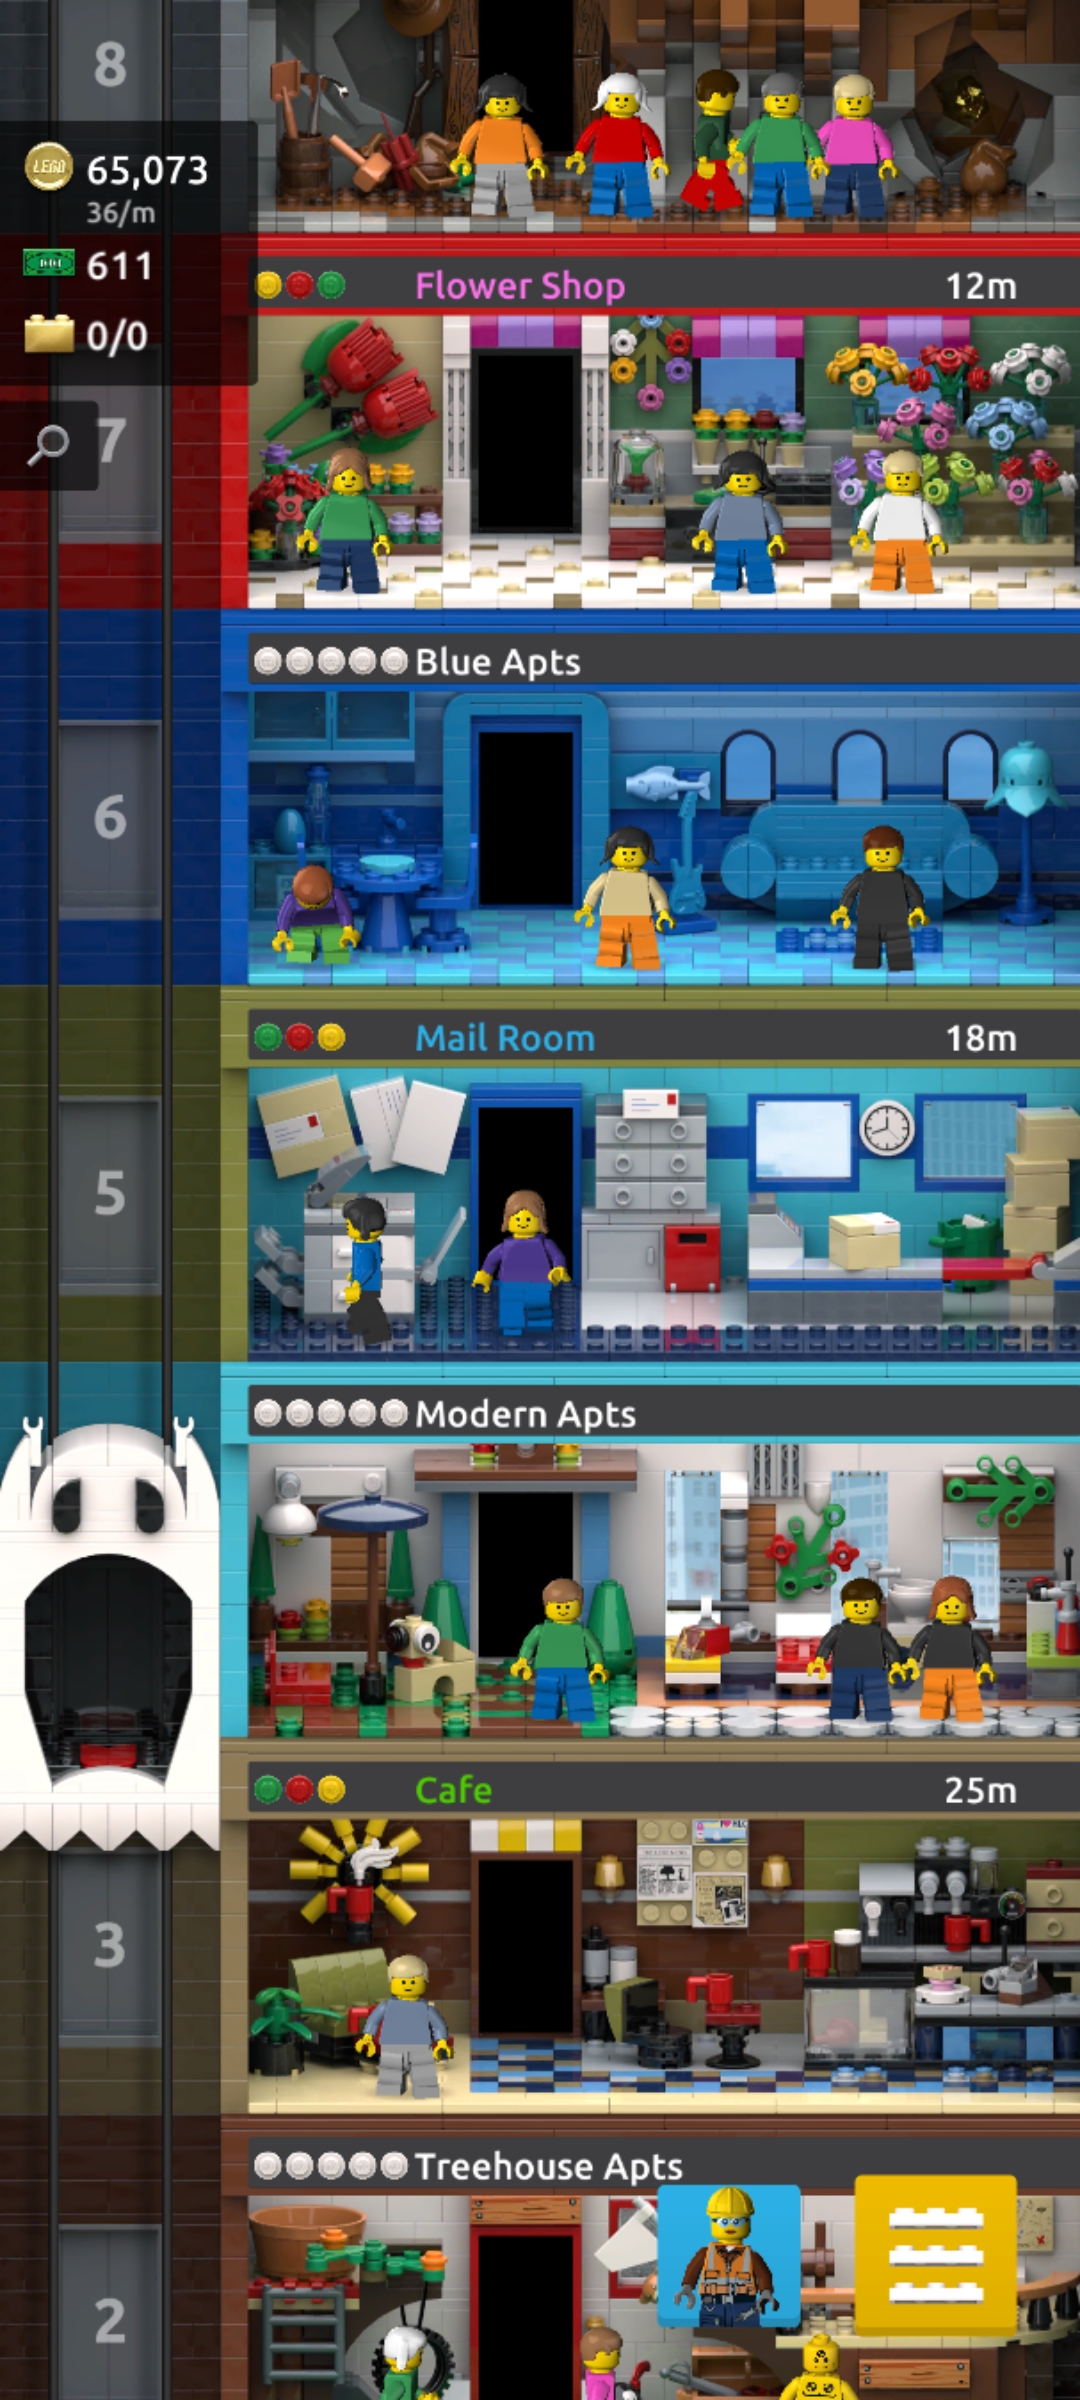 8
LEGO
65,073
36/m
611
0/0
Flower Shop
12m
7
Blue Apts
6
Mail Room
18m
5
Modern Apts
Cafe
25m
3
Treehouse Apts
2